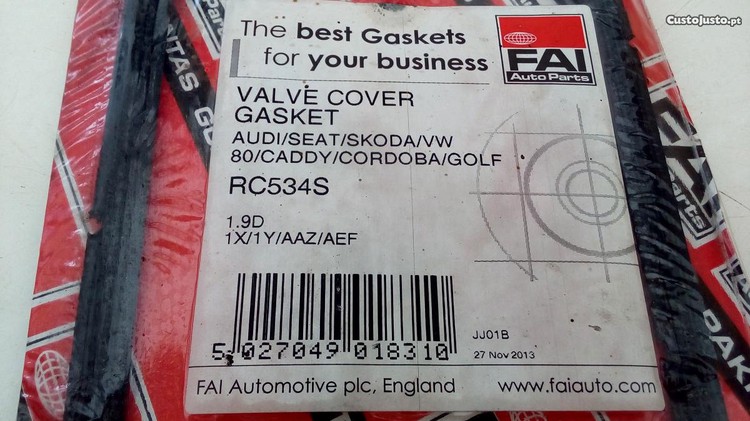 CustoJusto.pt
The best Gaskets
for your business
FAI
Auto Parts
VALVE COVER
GASKET
AUDI/SEAT/SKODA/VW
80/CADDY/CORDOBA/GOLF
RC534S
1.9D
1X/1Y/AAZ/AEF
5 027049 018310
JJ01B
27 Nov 2013
FAI Automotive plc, England
www.faiauto.com